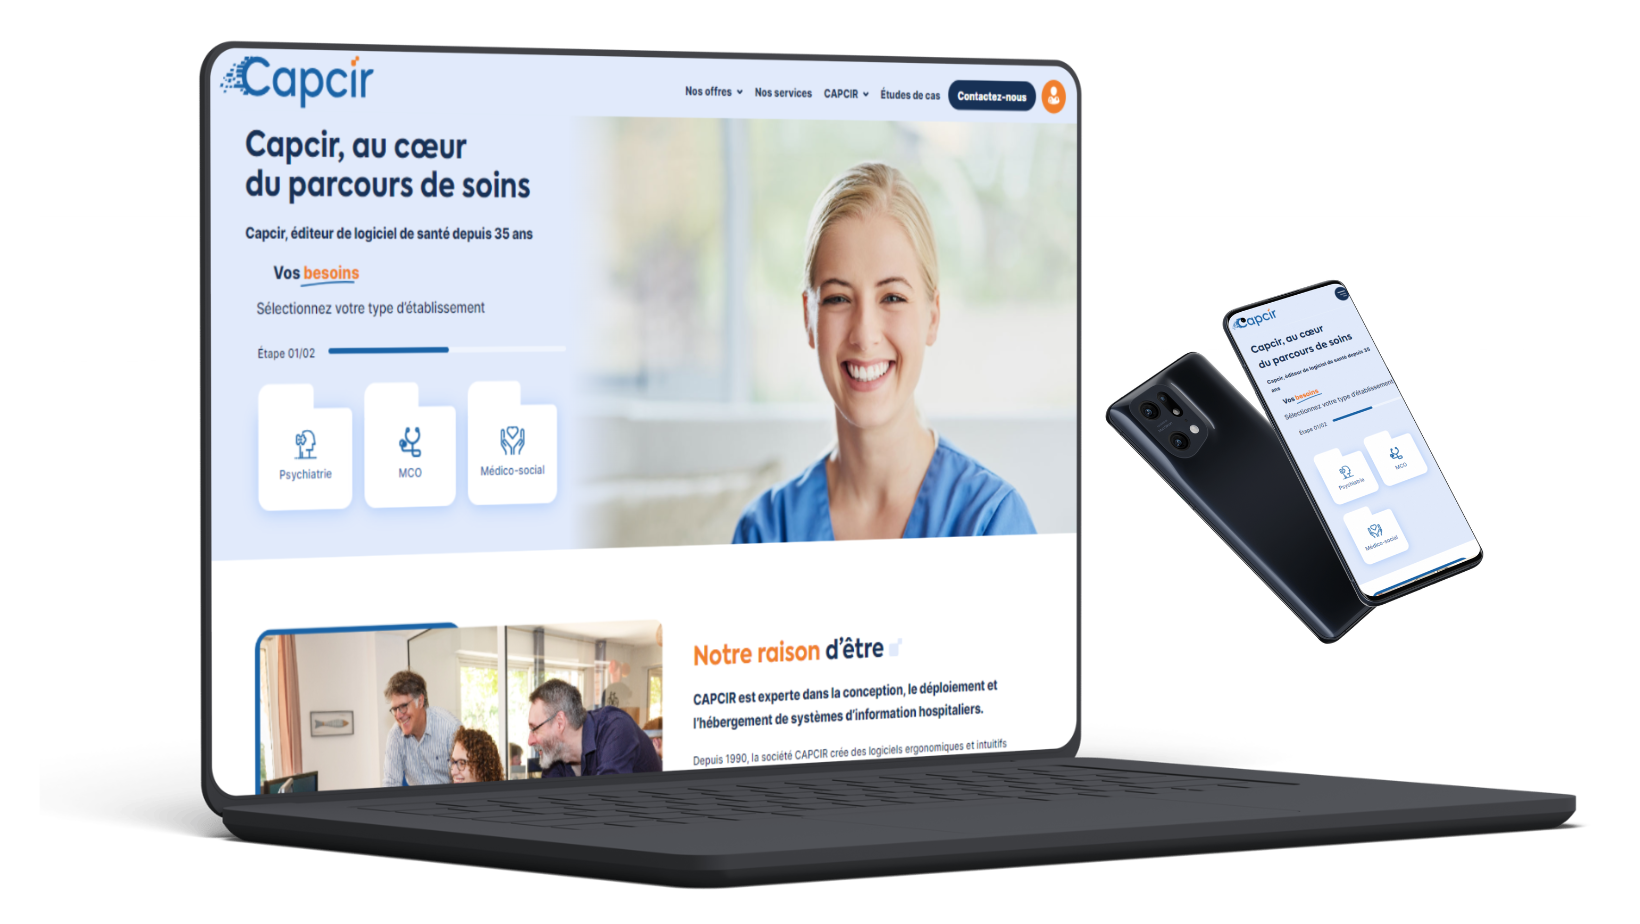 Capcir
Nos offres
Nos services
CAPCIR
Études de cas
Contactez-nous
Capcir, au cœur
du parcours de soins
Capcir, éditeur de logiciel de santé depuis 35 ans
Vos besoins
Sélectionnez votre type d'établissement
Étape 01/02
Psychiatrie
MCO
Médico-social
Notre raison d'être
CAPCIR est experte dans la conception, le déploiement et
l'hébergement de systèmes d'information hospitaliers.
Depuis 1990, la société CAPCIR crée des logiciels ergonomiques et intuitifs
Capcir
Capcir, au cœur
du parcours de soins
Capcir, éditeur de logiciel de santé depuis 35
ans
Vos besoins
Sélectionnez votre type d'établissement
Étape 01/02
Psychiatrie
MCO
Médico-social